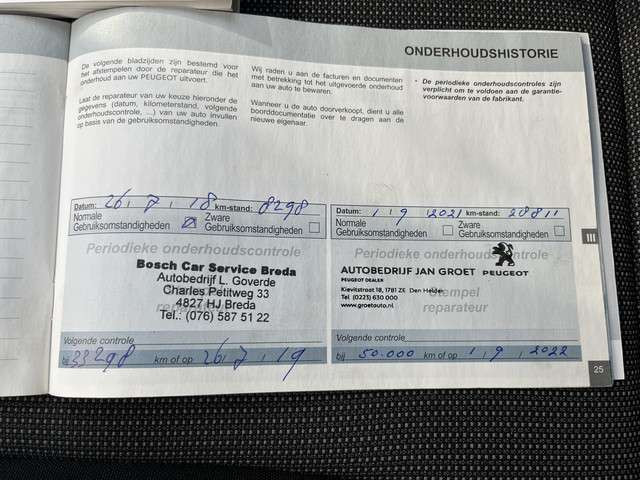 ONDERHOUDSHISTORIE
De volgende bladzijden zijn bestemd voor
het afstempelen door de reparateur die het
onderhoud aan uw PEUGEOT uitvoert.
Laat de reparateur van uw keuze hieronder de
gegevens (datum, kilometerstand, volgende
onderhoudscontrole, ...) van uw auto invullen
op basis van de gebruiksomstandigheden.
Wij raden u aan de facturen en documenten
met betrekking tot het uitgevoerde onderhoud
aan uw auto te bewaren.
Wanneer u de auto doorverkoopt, dient u alle
boorddocumentatie over te dragen aan de
nieuwe eigenaar.
• De periodieke onderhoudscontroles zijn
verplicht om te voldoen aan de garantie-
voorwaarden van de fabrikant.
Datum: 26, 7, 18 km-stand: 8298
Normale
Gebruiksomstandigheden
Zware
Gebruiksomstandigheden
Periodieke onderhoudscontrole
Bosch Car Service Breda
Autobedrijf L. Goverde
Charles Petitweg 33
4827 HJ Breda
Tel.: (076) 587 51 22
Volgende controle
bij 33298 km of op 26, 7, 19
Datum: 1, 9, 2021 km-stand: 28811
Normale
Gebruiksomstandigheden
Zware
Gebruiksomstandigheden
Periodieke onderhoudscontrole
AUTOBEDRIJF JAN GROET PEUGEOT
PEUGEOT DEALER
Kievitstraat 18, 1781 ZE Den Helder
Tel. (0223) 630 000
www.groetauto.nl
Stempel
reparateur
Volgende controle
bij 50.000 km of op 1, 9, 2022
III
25